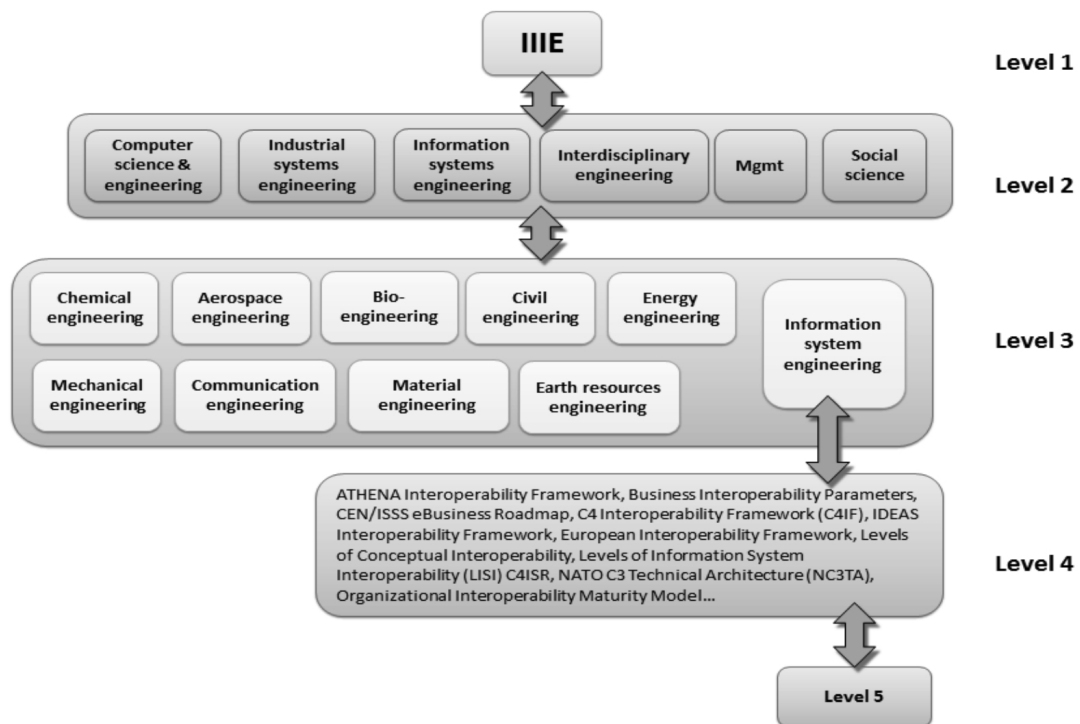 IIIE
Level 1
Computer
science &
engineering
Industrial
systems
engineering
Information
systems
engineering
Interdisciplinary
engineering
Mgmt
Social
science
Level 2
Chemical
engineering
Aerospace
engineering
Bio-
engineering
Civil
engineering
Energy
engineering
Information
system
engineering
Level 3
Mechanical
engineering
Communication
engineering
Material
engineering
Earth resources
engineering
ATHENA Interoperability Framework, Business Interoperability Parameters,
CEN/ISSS eBusiness Roadmap, C4 Interoperability Framework (C4IF), IDEAS
Interoperability Framework, European Interoperability Framework, Levels
of Conceptual Interoperability, Levels of Information System
Interoperability (LISI) C4ISR, NATO C3 Technical Architecture (NC3TA),
Organizational Interoperability Maturity Model...
Level 4
Level 5